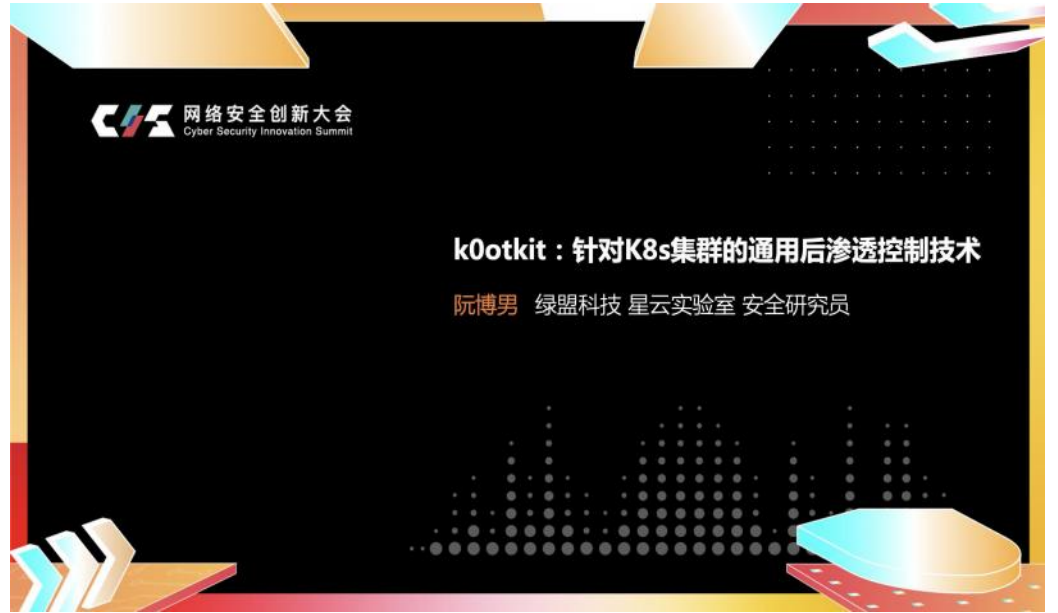 CIS 网络安全创新大会
Cyber Security Innovation Summit
k0otkit：针对K8s集群的通用后渗透控制技术
阮博男 绿盟科技 星云实验室 安全研究员